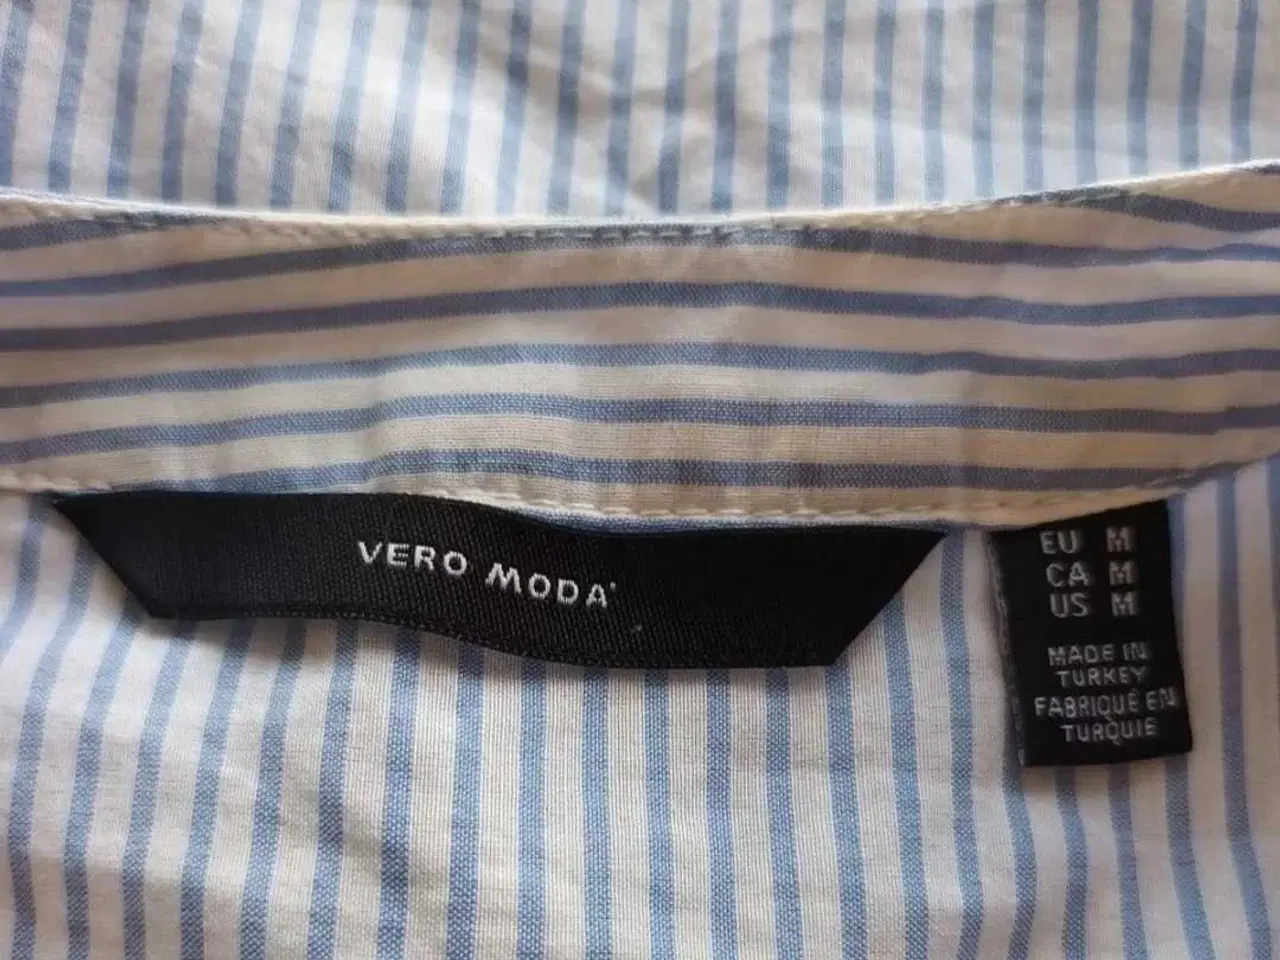 VERO MODA
EU M
CA M
US M
MADE IN
TURKEY
FABRIQUÉ EN
TURQUIE